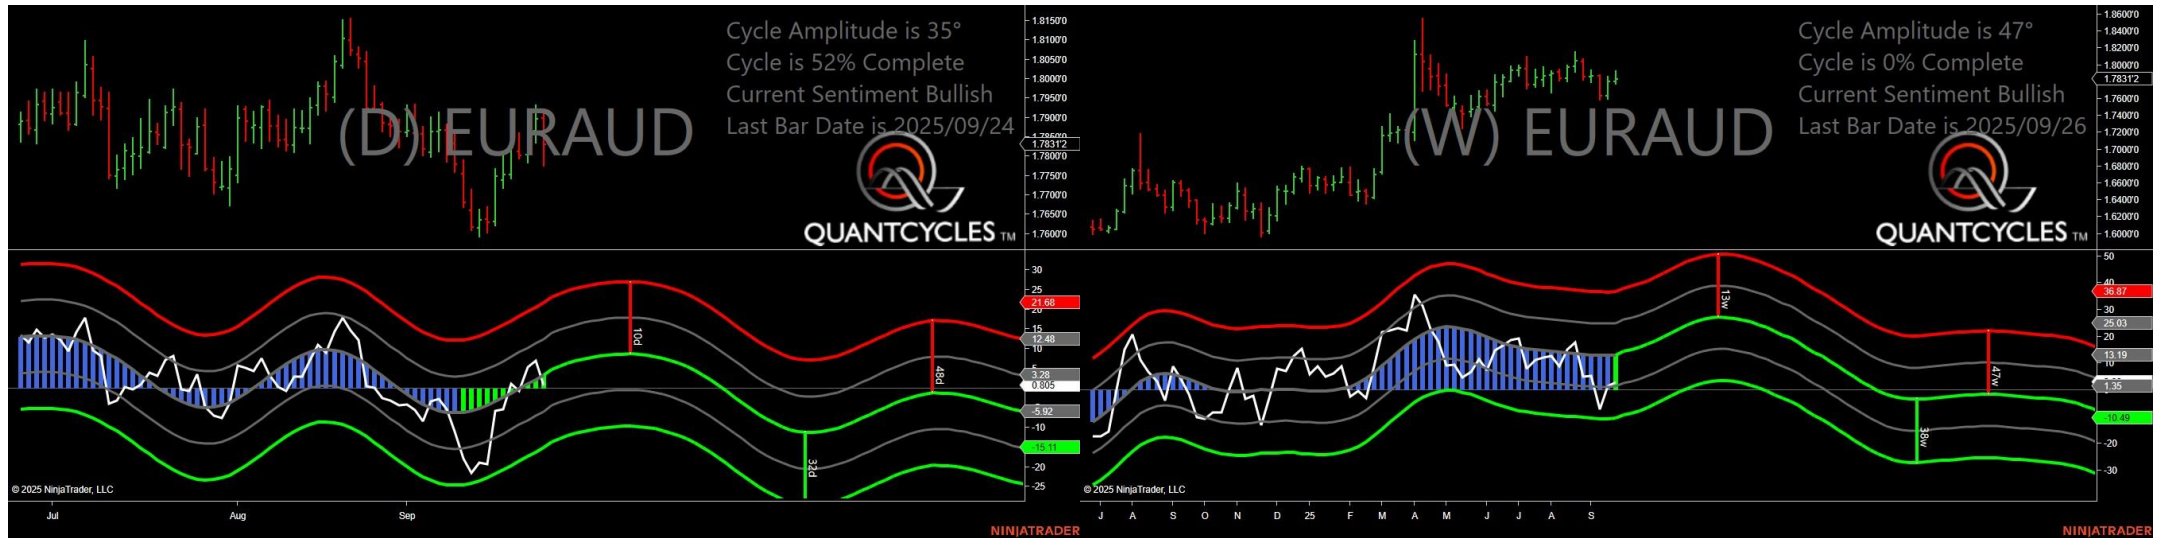 Cycle Amplitude is 35°
Cycle is 52% Complete
Current Sentiment Bullish
Last Bar Date is 2025/09/24
(D) EURAUD
QUANTCYCLES TM
1.8150'0
1.8100'0
1.8050'0
1.8000'0
1.7950'0
1.7900'0
1.7850'0
1.7831'2
1.7800'0
1.7750'0
1.7700'0
1.7650'0
1.7600'0
30
25
21.68
20
15
12.48
10
5
3.28
0.805
-5.92
-10
-15.11
-20
-25
10d
32d
48d
© 2025 NinjaTrader, LLC
Jul Aug Sep
NINJATRADER
Cycle Amplitude is 47°
Cycle is 0% Complete
Current Sentiment Bullish
Last Bar Date is 2025/09/26
(W) EURAUD
QUANTCYCLES TM
1.8600'0
1.8400'0
1.8200'0
1.8000'0
1.7831'2
1.7600'0
1.7400'0
1.7200'0
1.7000'0
1.6800'0
1.6600'0
1.6400'0
1.6200'0
1.6000'0
50
40
36.87
30
25.03
20
13.19
10
1.35
-10.49
-20
-30
13w
38w
47w
© 2025 NinjaTrader, LLC
J A S O N D 25 F M A M J J A S
NINJATRADER